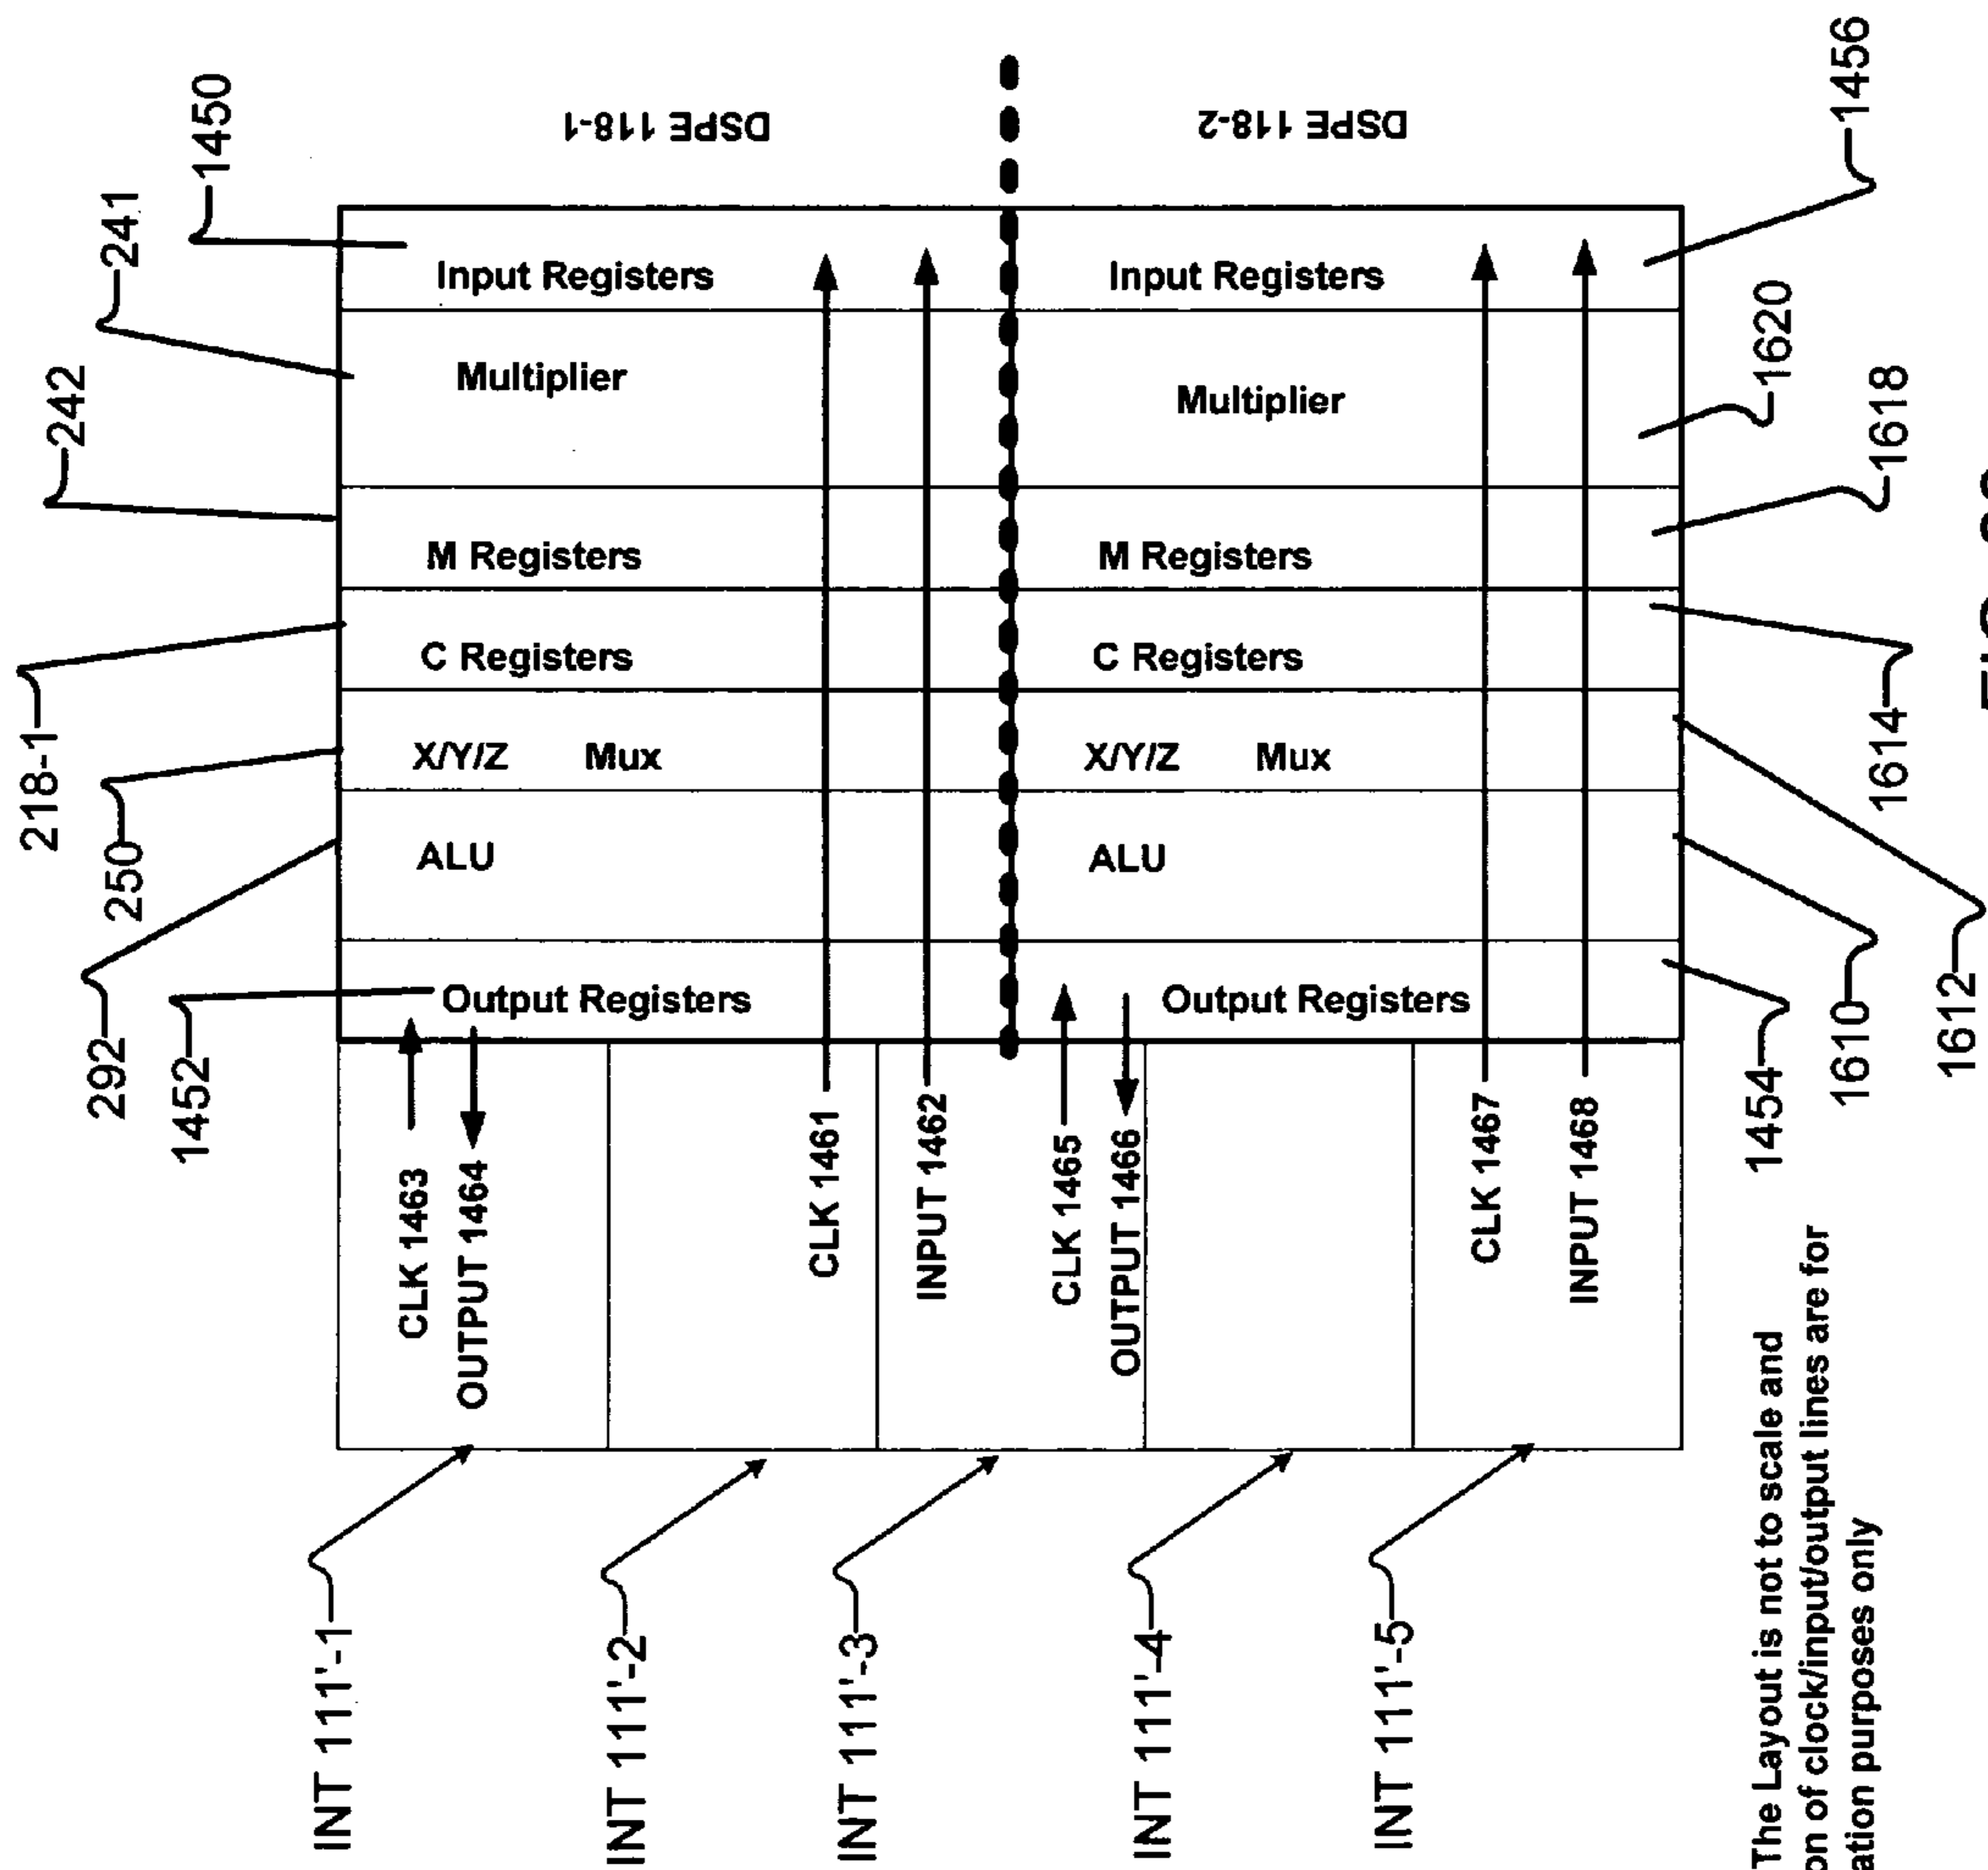 218-1
242
241
1450
250
292
1452
DSPE 118-1
DSPE 118-2
Input Registers
Multiplier
M Registers
C Registers
X/Y/Z Mux
ALU
Output Registers
Input Registers
Multiplier
M Registers
C Registers
X/Y/Z Mux
ALU
Output Registers
CLK 1463
OUTPUT 1464
CLK 1461
INPUT 1462
CLK 1465
OUTPUT 1466
CLK 1467
INPUT 1468
INT 111'-1
INT 111'-2
INT 111'-3
INT 111'-4
INT 111'-5
1456
1620
1618
1614
1612
1610
1454
The Layout is not to scale and
of clock/input/output lines are for
purposes only